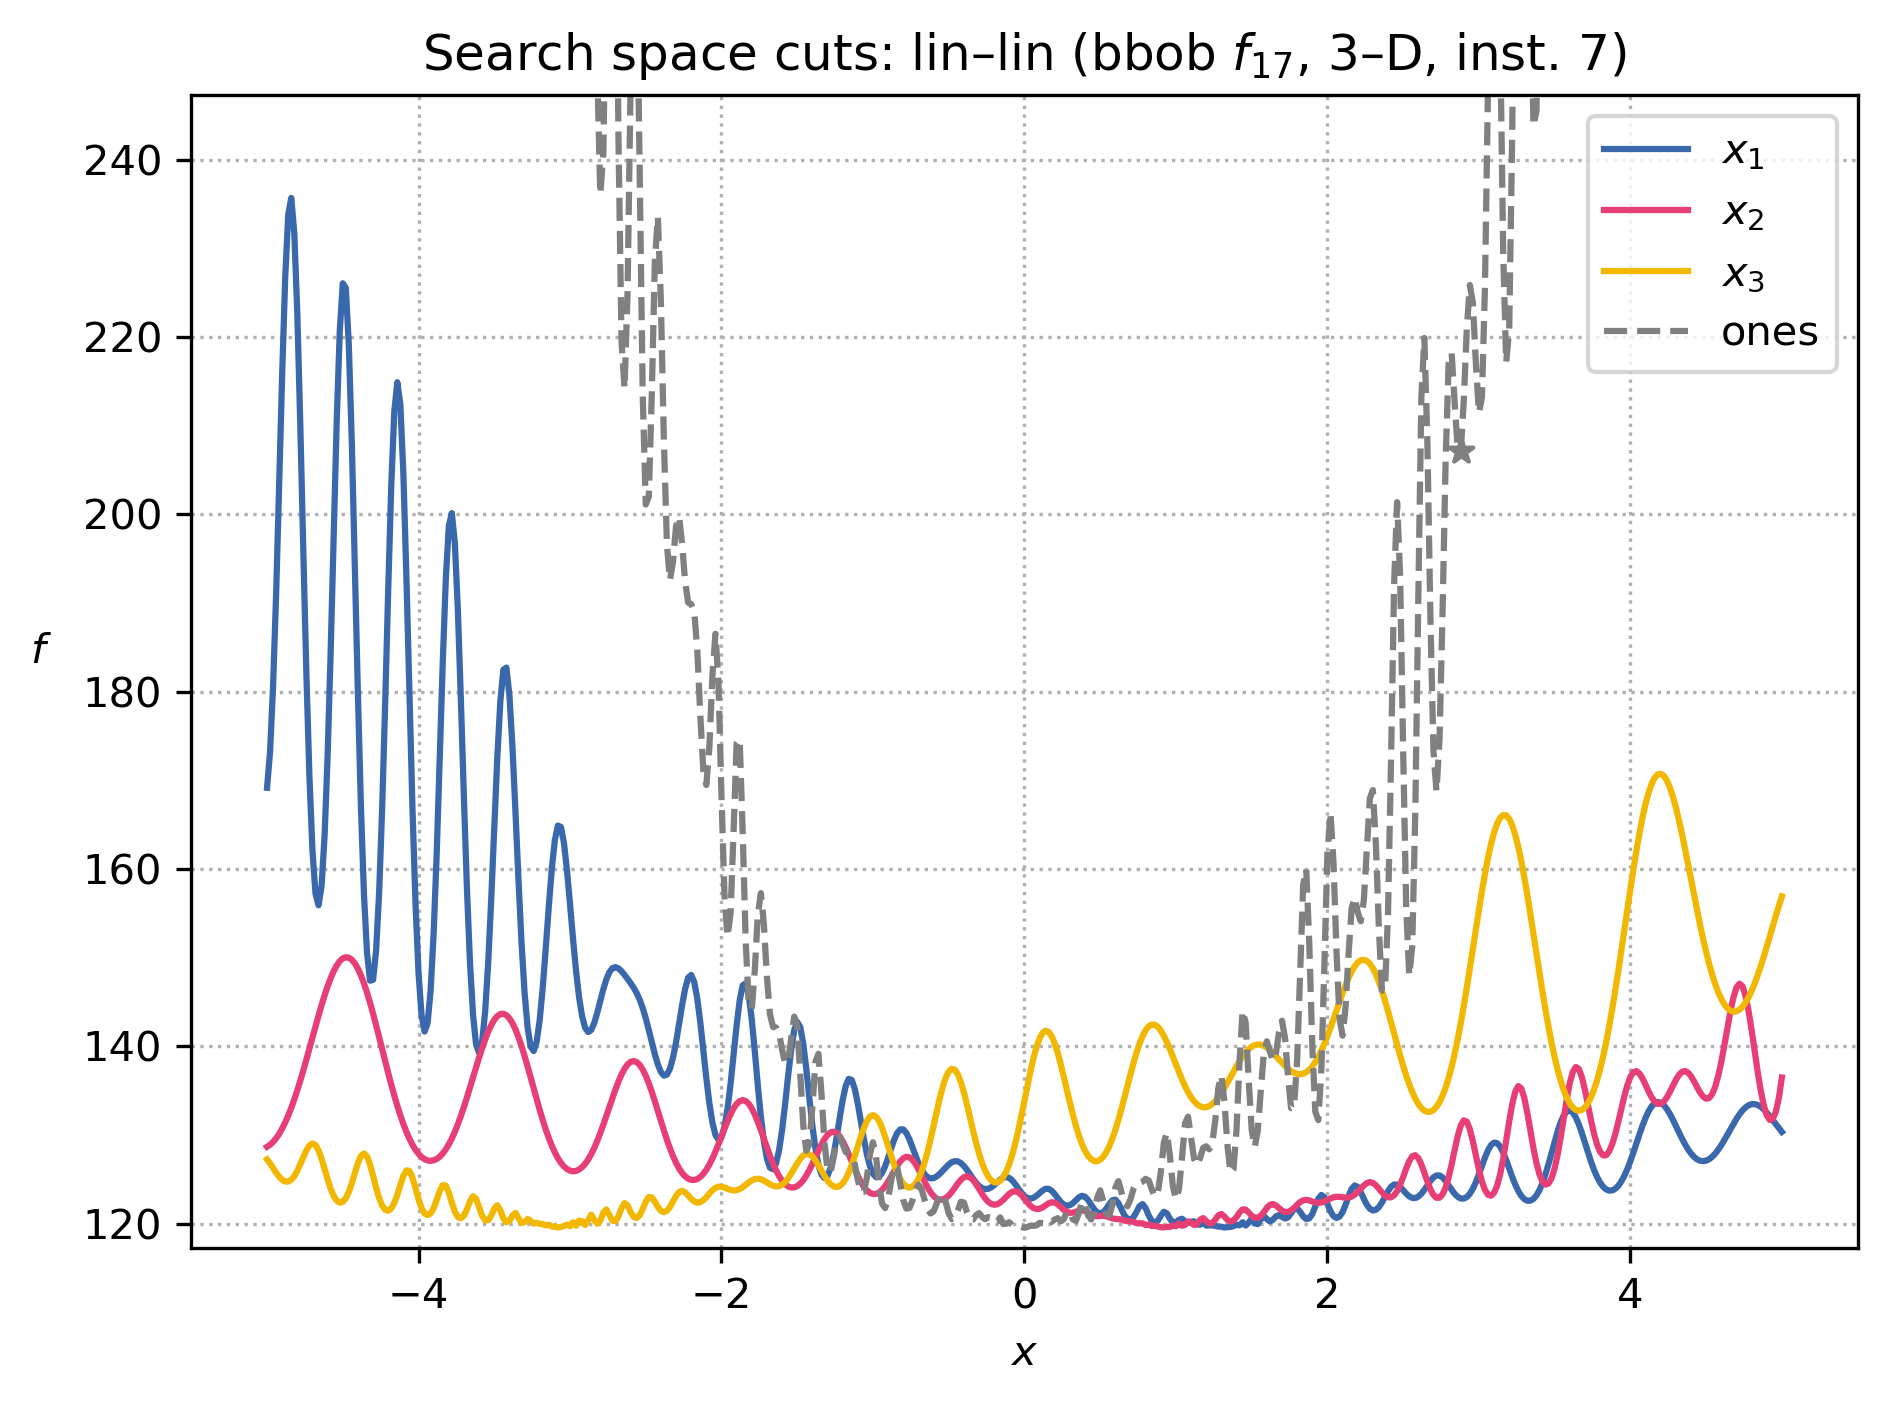 Search space cuts: lin–lin (bbob f17, 3–D, inst. 7)
240
220
200
180
160
140
120
f
−4
−2
0
2
4
x
x1
x2
x3
ones